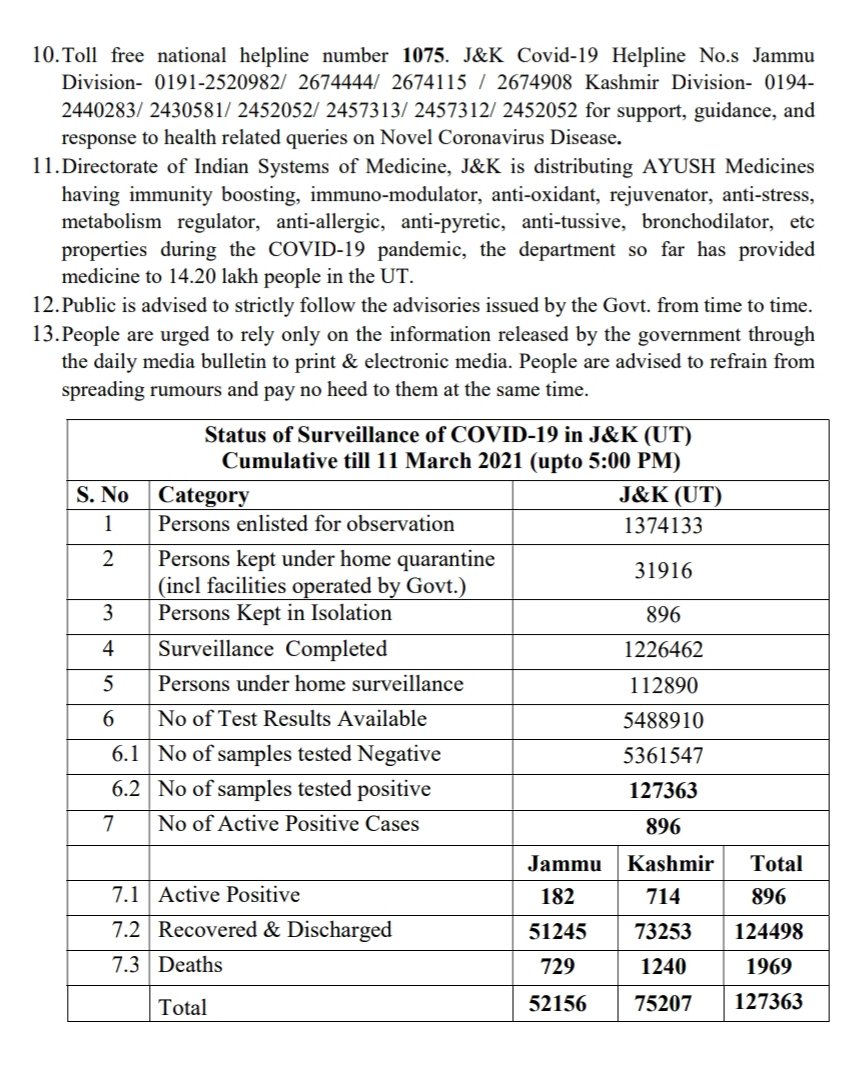 10.Toll free national helpline number 1075. J&K Covid-19 Helpline No.s Jammu
Division- 0191-2520982/ 2674444/ 2674115 / 2674908 Kashmir Division- 0194-
2440283/ 2430581/ 2452052/ 2457313/ 2457312/ 2452052 for support, guidance, and
response to health related queries on Novel Coronavirus Disease.
11.Directorate of Indian Systems of Medicine, J&K is distributing AYUSH Medicines
having immunity boosting, immuno-modulator, anti-oxidant, rejuvenator, anti-stress,
metabolism regulator, anti-allergic, anti-pyretic, anti-tussive, bronchodilator, etc
properties during the COVID-19 pandemic, the department so far has provided
medicine to 14.20 lakh people in the UT.
12.Public is advised to strictly follow the advisories issued by the Govt. from time to time.
13.People are urged to rely only on the information released by the government through
the daily media bulletin to print & electronic media. People are advised to refrain from
spreading rumours and pay no heed to them at the same time.
Status of Surveillance of COVID-19 in J&K (UT)
Cumulative till 11 March 2021 (upto 5:00 PM)
S. No Category J&K (UT)
1 Persons enlisted for observation 1374133
2 Persons kept under home quarantine
(incl facilities operated by Govt.) 31916
3 Persons Kept in Isolation 896
4 Surveillance Completed 1226462
5 Persons under home surveillance 112890
6 No of Test Results Available 5488910
6.1 No of samples tested Negative 5361547
6.2 No of samples tested positive 127363
7 No of Active Positive Cases 896
Jammu Kashmir Total
7.1 Active Positive 182 714 896
7.2 Recovered & Discharged 51245 73253 124498
7.3 Deaths 729 1240 1969
Total 52156 75207 127363